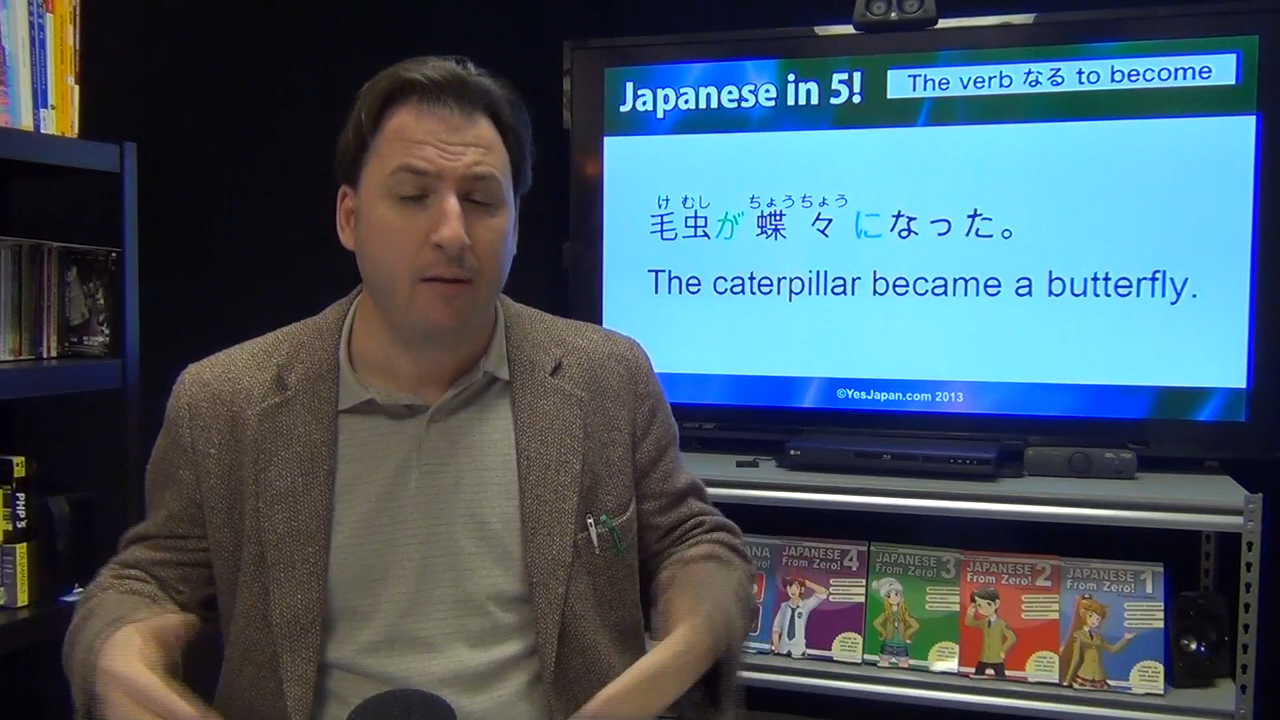 Japanese in 5!
The verb なる to become
け むし ちょうちょう
毛虫が 蝶々 になった。
The caterpillar became a butterfly.
©YesJapan.com 2013
JAPANESE 4
From Zero!
JAPANESE 3
From Zero!
JAPANESE 2
From Zero!
JAPANESE 1
From Zero!
PHP 5